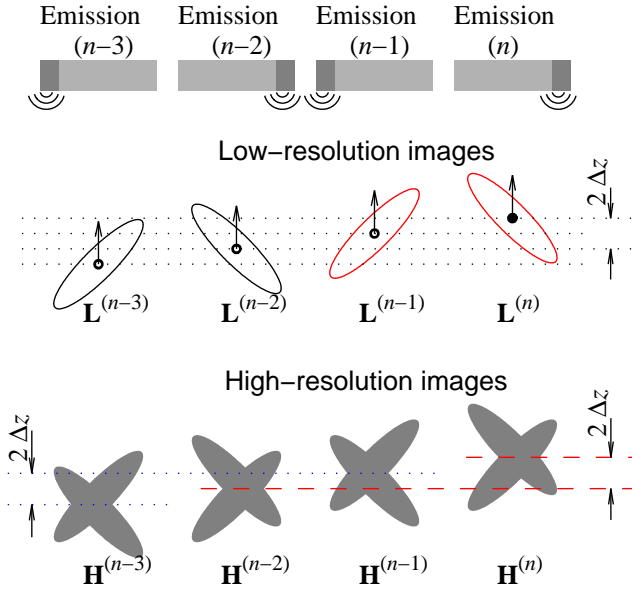 Emission Emission Emission Emission
(n−3) (n−2) (n−1) (n)
Low−resolution images
2 Δz
L^(n−3) L^(n−2) L^(n−1) L^(n)
High−resolution images
2 Δz
2 Δz
H^(n−3) H^(n−2) H^(n−1) H^(n)